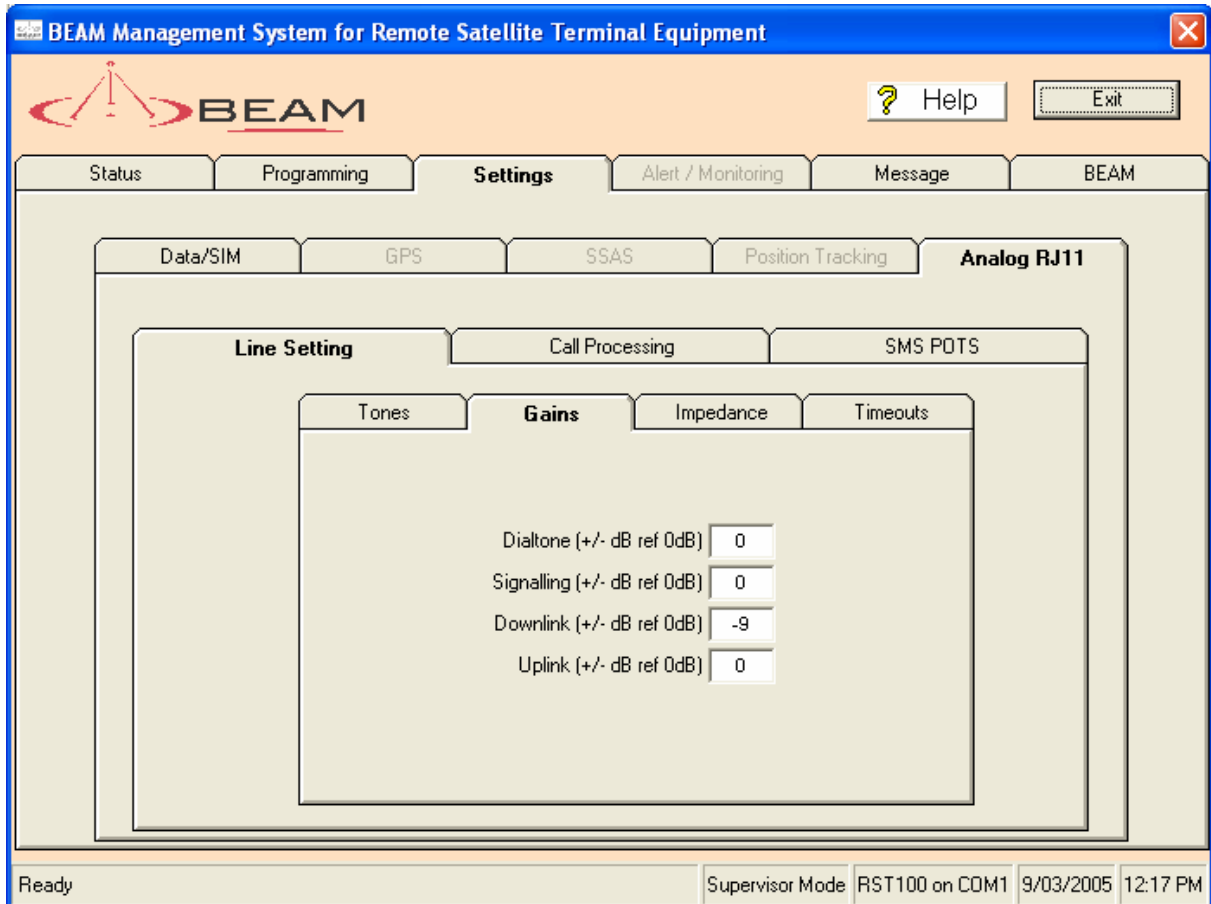 BEAM Management System for Remote Satellite Terminal Equipment
BEAM
? Help Exit
Status Programming Settings Alert / Monitoring Message BEAM
Data/SIM GPS SSAS Position Tracking Analog RJ11
Line Setting Call Processing SMS POTS
Tones Gains Impedance Timeouts
Dialtone (+/- dB ref 0dB) 0
Signalling (+/- dB ref 0dB) 0
Downlink (+/- dB ref 0dB) -9
Uplink (+/- dB ref 0dB) 0
Ready Supervisor Mode RST100 on COM1 9/03/2005 12:17 PM